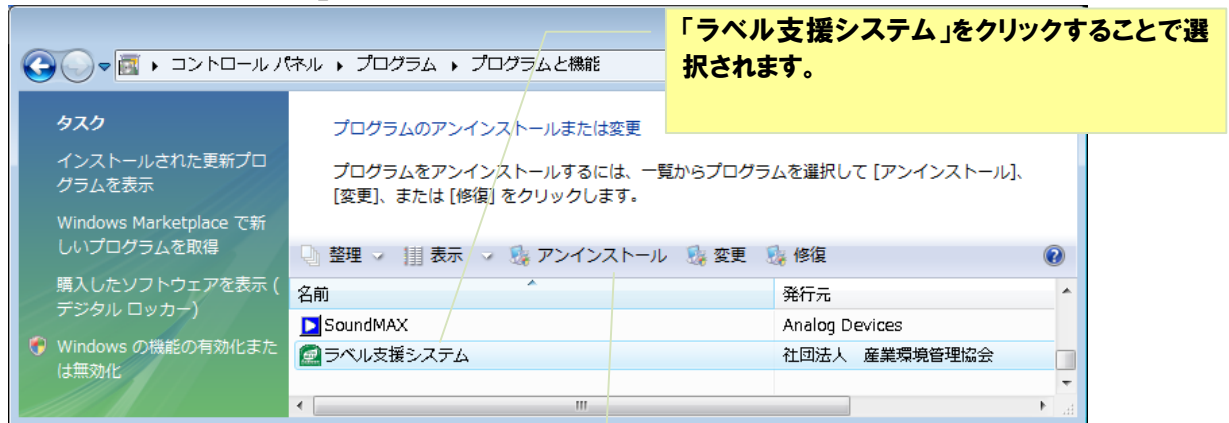 「ラベル支援システム」をクリックすることで選
択されます。
コントロール パネル ▸ プログラム ▸ プログラムと機能
タスク
インストールされた更新プロ
グラムを表示
Windows Marketplace で新
しいプログラムを取得
購入したソフトウェアを表示 (
デジタル ロッカー)
Windows の機能の有効化また
は無効化
プログラムのアンインストールまたは変更
プログラムをアンインストールするには、一覧からプログラムを選択して [アンインストール]、
[変更]、または [修復] をクリックします。
整理 表示 アンインストール 変更 修復
名前 発行元
SoundMAX Analog Devices
ラベル支援システム 社団法人 産業環境管理協会